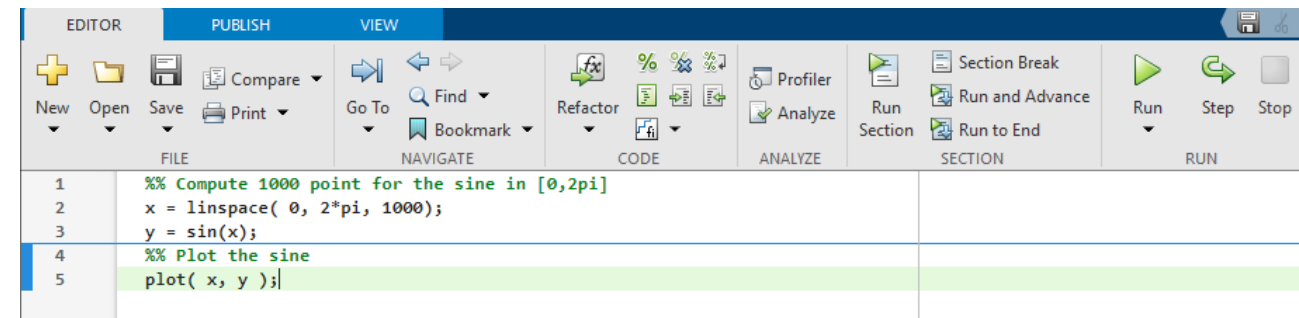 EDITOR PUBLISH VIEW
New Open Save Compare Print
Go To Find Bookmark
Refactor fx % % % fi
Profiler Analyze
Run Section Section Break Run and Advance Run to End
Run Step Stop
FILE NAVIGATE CODE ANALYZE SECTION RUN
1 %% Compute 1000 point for the sine in [0,2pi]
2 x = linspace( 0, 2*pi, 1000);
3 y = sin(x);
4 %% Plot the sine
5 plot( x, y );